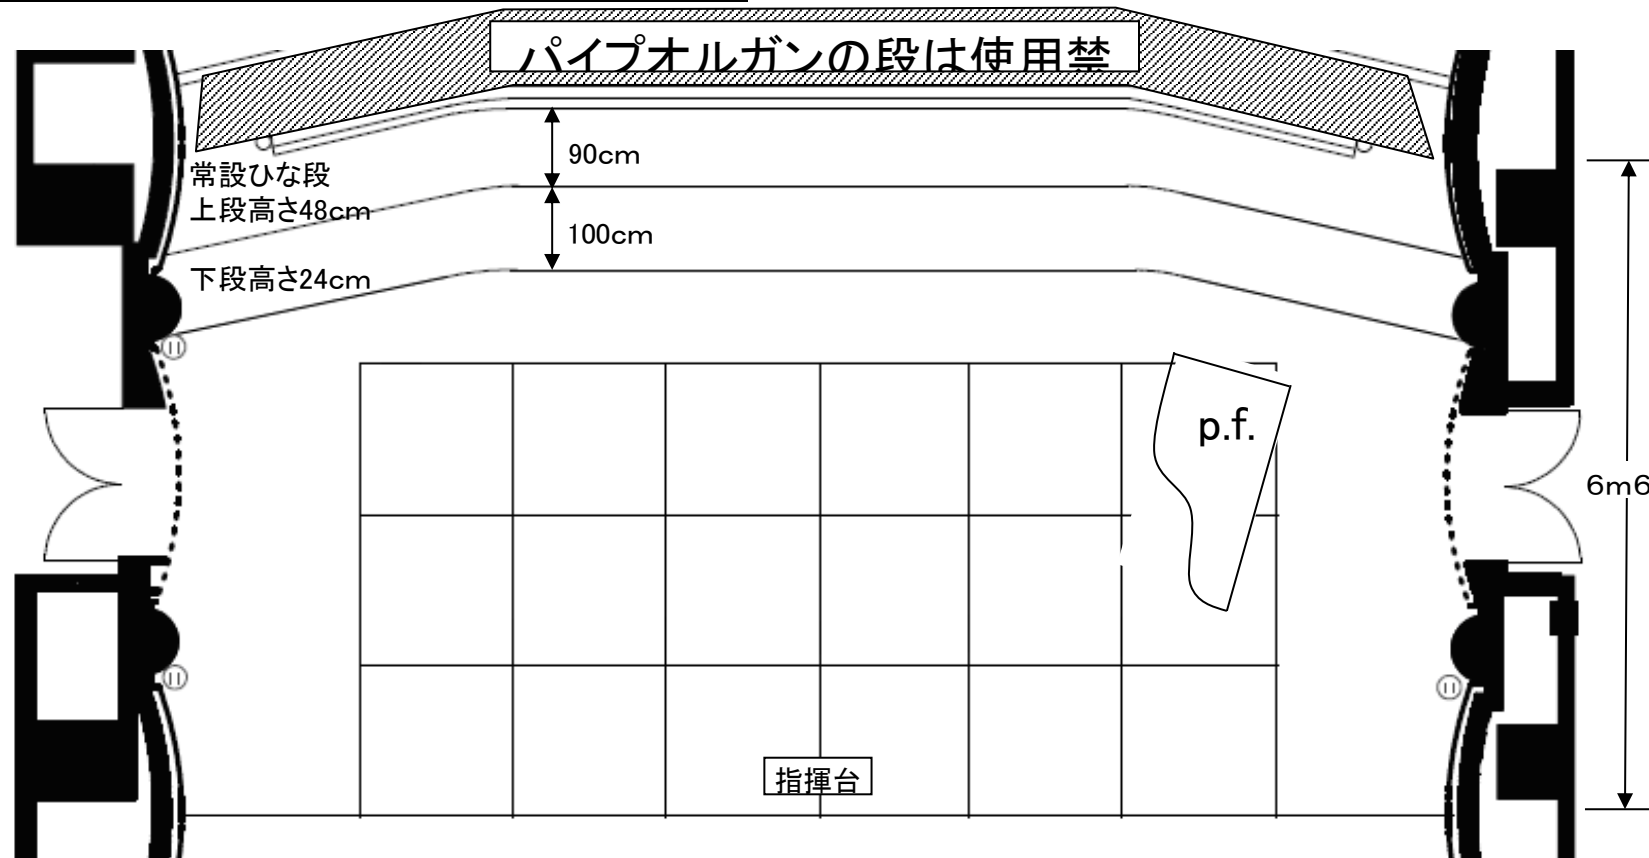 パイプオルガンの段は使用禁
90cm
常設ひな段
上段高さ48cm
100cm
下段高さ24cm
p.f.
6m6
指揮台